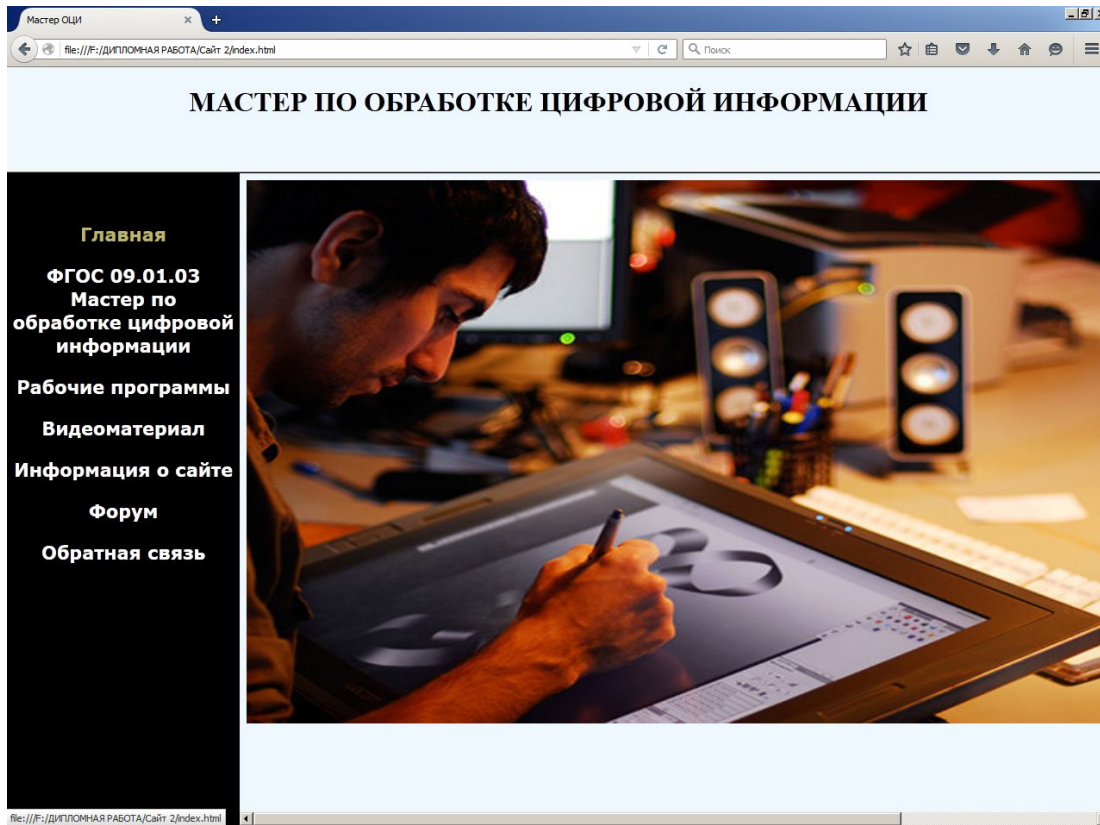 Мастер ОЦИ
file:///F:/ДИПЛОМНАЯ РАБОТА/Сайт 2/index.html
Поиск
МАСТЕР ПО ОБРАБОТКЕ ЦИФРОВОЙ ИНФОРМАЦИИ
Главная
ФГОС 09.01.03
Мастер по
обработке цифровой
информации
Рабочие программы
Видеоматериал
Информация о сайте
Форум
Обратная связь
file:///F:/ДИПЛОМНАЯ РАБОТА/Сайт 2/index.html